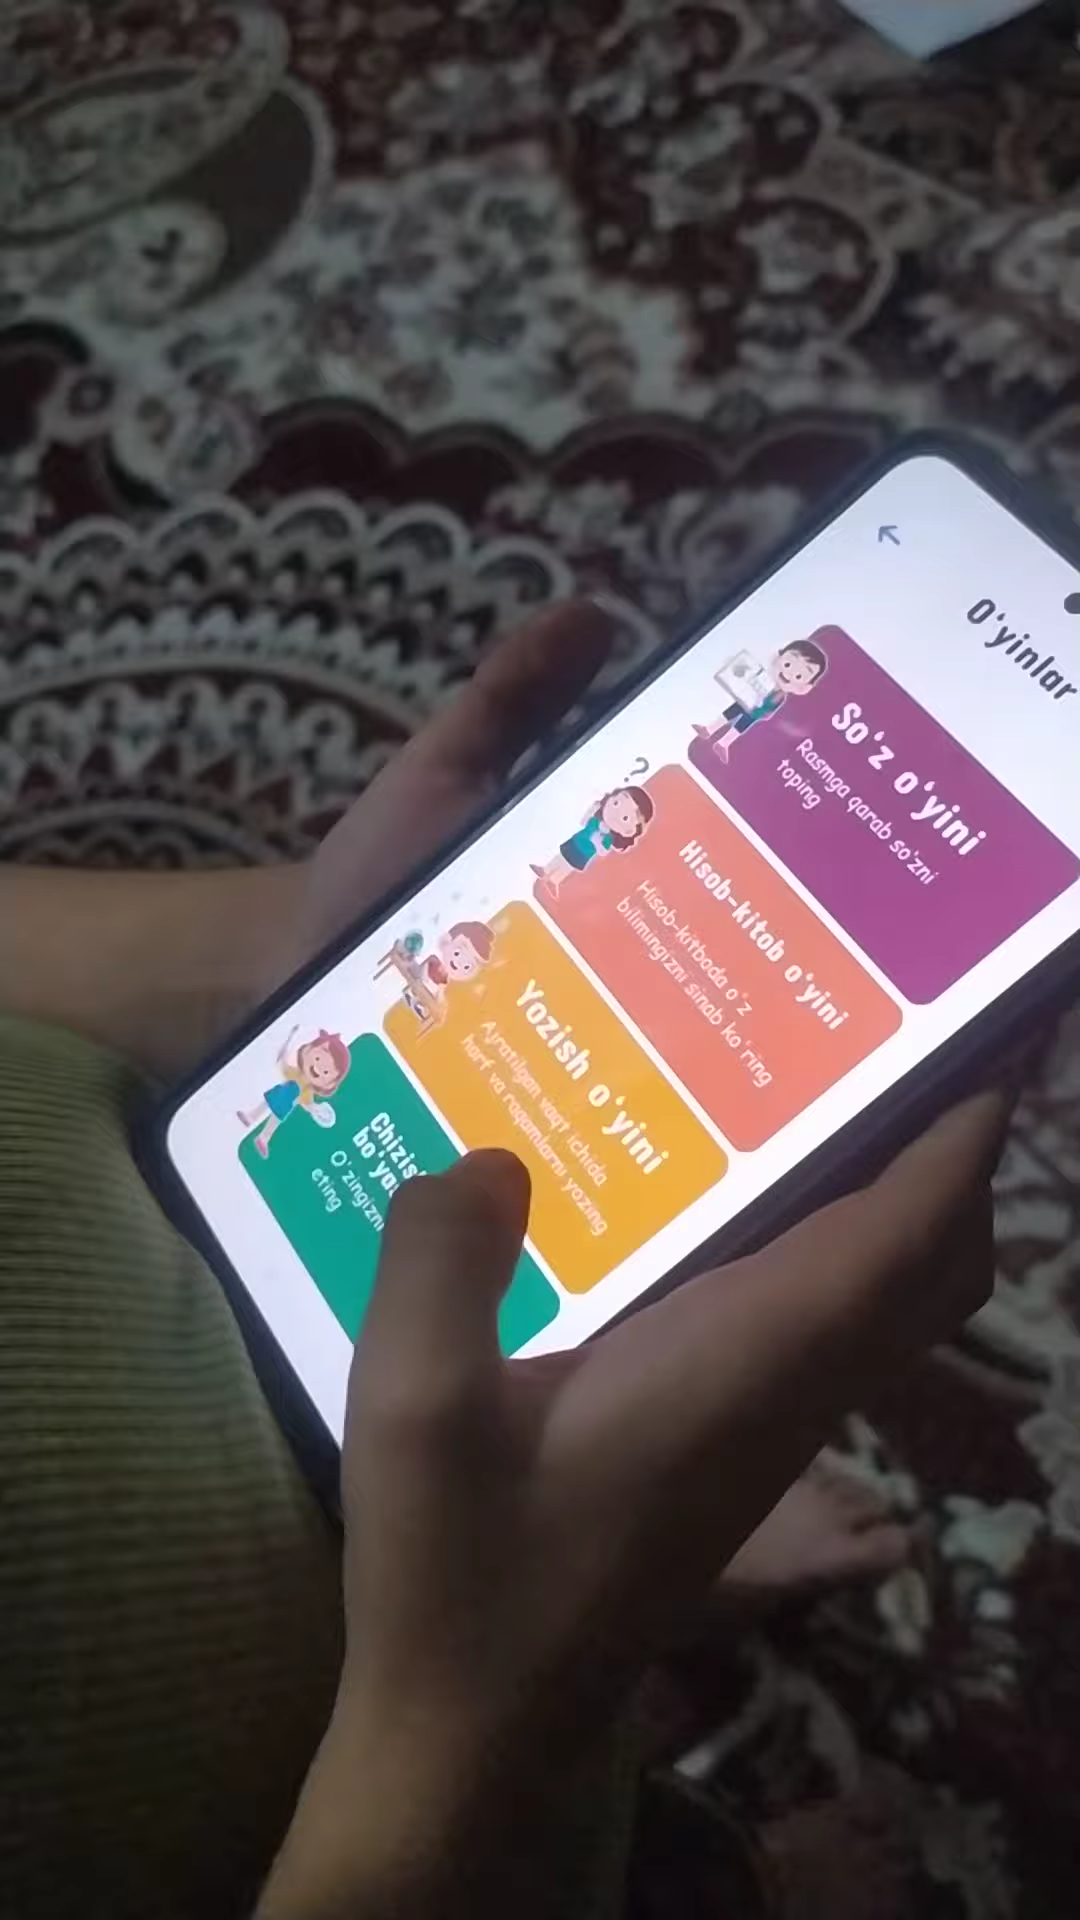 O‘yinlar
So‘z o‘yini
Rasmga qarab so‘zni
toping
?
Hisob-kitob o‘yini
Hisob-kitboda o‘z
bilimingizni sinab ko‘ring
Yozish o‘yini
Ajratilgan vaqt ichida
harf va raqamlarni yozing
O‘zingizni
eting